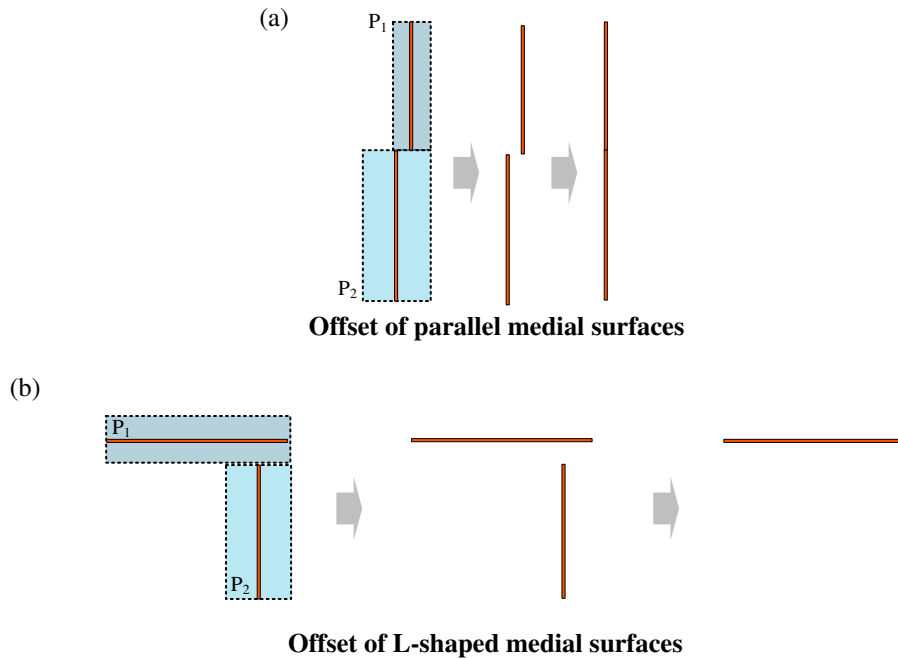 (a)
P₁
P₂
Offset of parallel medial surfaces
(b)
P₁
P₂
Offset of L-shaped medial surfaces